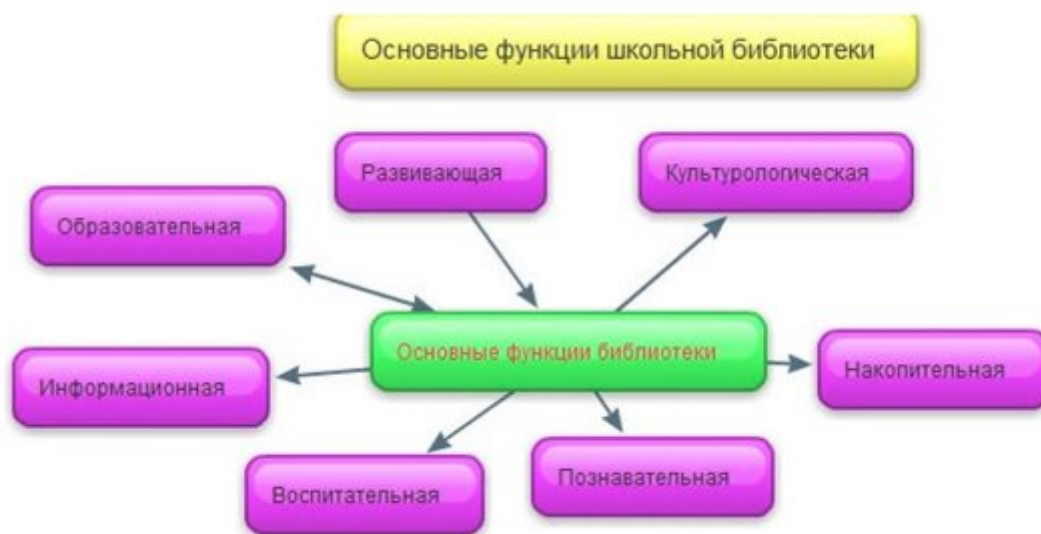 Основные функции школьной библиотеки
Развивающая
Культурологическая
Образовательная
Основные функции библиотеки
Информационная
Накопительная
Воспитательная
Познавательная